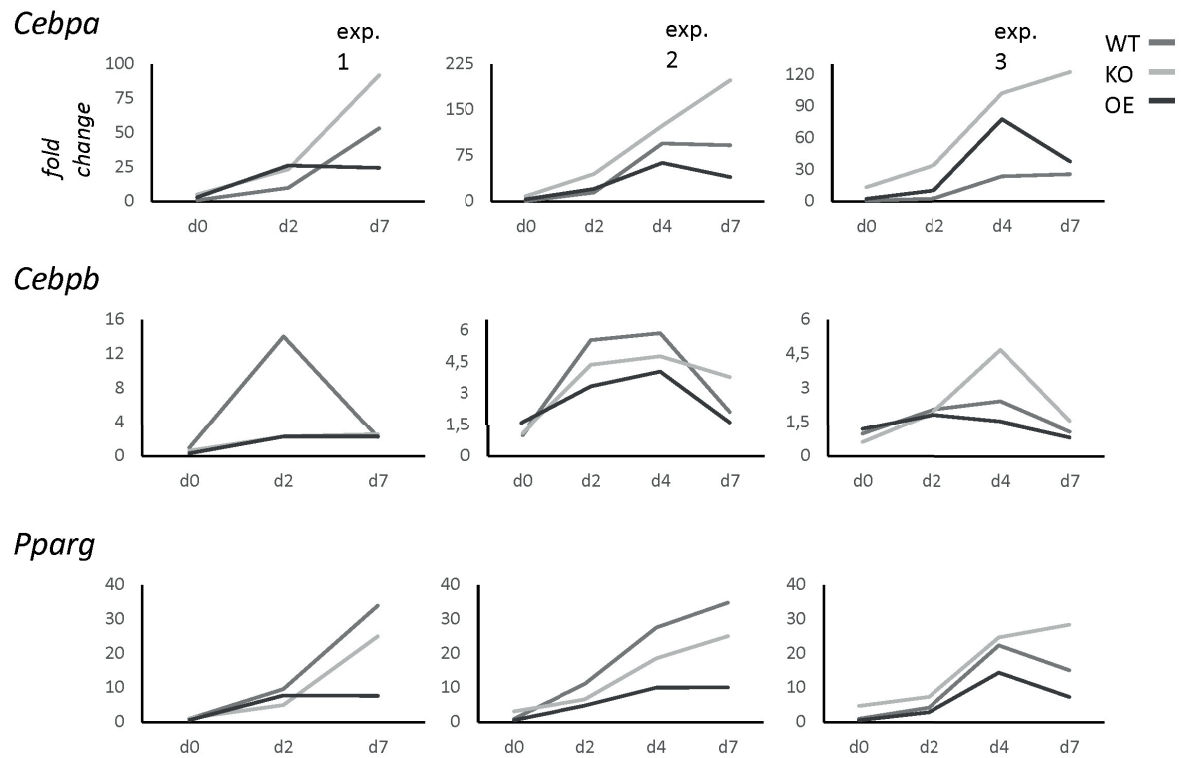 Cebpa
exp.
1
exp.
2
exp.
3
WT
KO
OE
fold
change
100
75
50
25
0
d0 d2 d7
225
150
75
0
d0 d2 d4 d7
120
90
60
30
0
d0 d2 d4 d7
Cebpb
16
12
8
4
0
d0 d2 d7
6
4,5
3
1,5
0
d0 d2 d4 d7
6
4,5
3
1,5
0
d0 d2 d4 d7
Pparg
40
30
20
10
0
d0 d2 d7
40
30
20
10
0
d0 d2 d4 d7
40
30
20
10
0
d0 d2 d4 d7